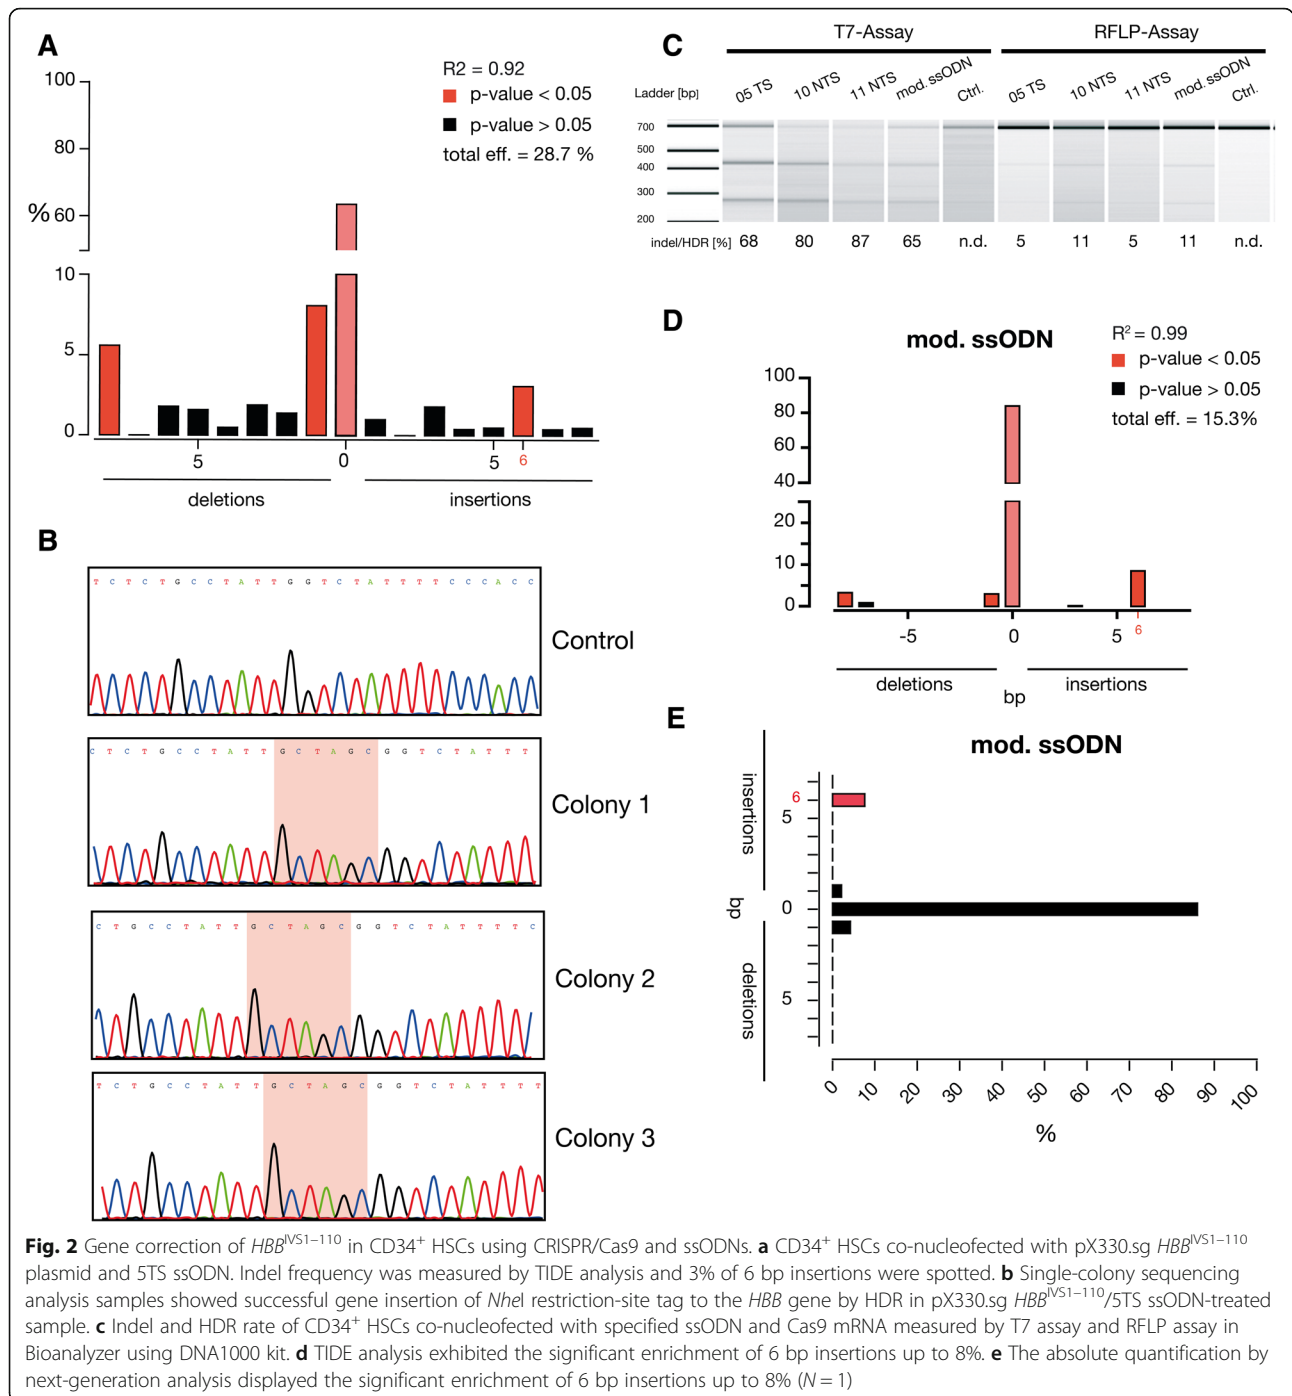 A
R2 = 0.92
p-value < 0.05
p-value > 0.05
total eff. = 28.7 %
100
80
% 60
10
5
0
5 0 5 6
deletions insertions
B
T C T C T G C C T A T T G G T C T A T T T T C C C A C C
Control
C T C T G C C T A T T G C T A G C G G T C T A T T T
Colony 1
C T G C C T A T T G C T A G C G G T C T A T T T T C
Colony 2
T C T G C C T A T T G C T A G C G G T C T A T T T T
Colony 3
C
T7-Assay RFLP-Assay
Ladder [bp] 05 TS 10 NTS 11 NTS mod. ssODN Ctrl. 05 TS 10 NTS 11 NTS mod. ssODN Ctrl.
700
500
400
300
200
indel/HDR [%] 68 80 87 65 n.d. 5 11 5 11 n.d.
D
mod. ssODN
R² = 0.99
p-value < 0.05
p-value > 0.05
total eff. = 15.3%
100
80
60
40
20
10
0
-5 0 5 6
deletions bp insertions
E
mod. ssODN
insertions
bp
deletions
6
5
0
5
0 10 20 30 40 50 60 70 80 90 100
%
Fig. 2 Gene correction of HBB^IVS1–110 in CD34⁺ HSCs using CRISPR/Cas9 and ssODNs. a CD34⁺ HSCs co-nucleofected with pX330.sg HBB^IVS1–110
plasmid and 5TS ssODN. Indel frequency was measured by TIDE analysis and 3% of 6 bp insertions were spotted. b Single-colony sequencing
analysis samples showed successful gene insertion of NheI restriction-site tag to the HBB gene by HDR in pX330.sg HBB^IVS1–110/5TS ssODN-treated
sample. c Indel and HDR rate of CD34⁺ HSCs co-nucleofected with specified ssODN and Cas9 mRNA measured by T7 assay and RFLP assay in
Bioanalyzer using DNA1000 kit. d TIDE analysis exhibited the significant enrichment of 6 bp insertions up to 8%. e The absolute quantification by
next-generation analysis displayed the significant enrichment of 6 bp insertions up to 8% (N = 1)